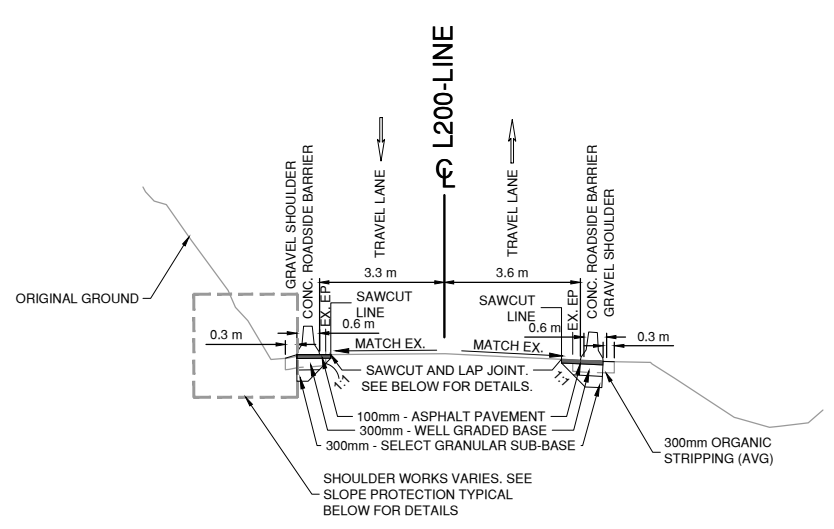 ℄ L200-LINE
TRAVEL LANE
TRAVEL LANE
GRAVEL SHOULDER
CONC. ROADSIDE BARRIER
CONC. ROADSIDE BARRIER
GRAVEL SHOULDER
3.3 m
3.6 m
ORIGINAL GROUND
EX. EP
SAWCUT
LINE
SAWCUT
LINE
EX. EP
0.3 m
0.6 m
0.6 m
0.3 m
MATCH EX.
MATCH EX.
1:1
SAWCUT AND LAP JOINT.
SEE BELOW FOR DETAILS.
1:1
100mm - ASPHALT PAVEMENT
300mm - WELL GRADED BASE
300mm - SELECT GRANULAR SUB-BASE
300mm ORGANIC
STRIPPING (AVG)
SHOULDER WORKS VARIES. SEE
SLOPE PROTECTION TYPICAL
BELOW FOR DETAILS